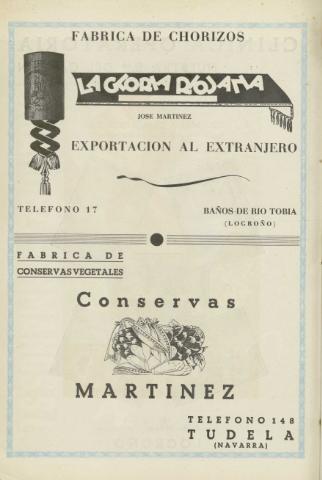 FABRICA DE CHORIZOS
LA GLORIA RIOJANA
JOSE MARTINEZ
EXPORTACION AL EXTRANJERO
TELEFONO 17
BAÑOS-DE RIO TOBIA
(LOGROÑO)
FABRICA DE
CONSERVAS VEGETALES
Conservas
MARTINEZ
TELEFONO 148
TUDELA
(NAVARRA)